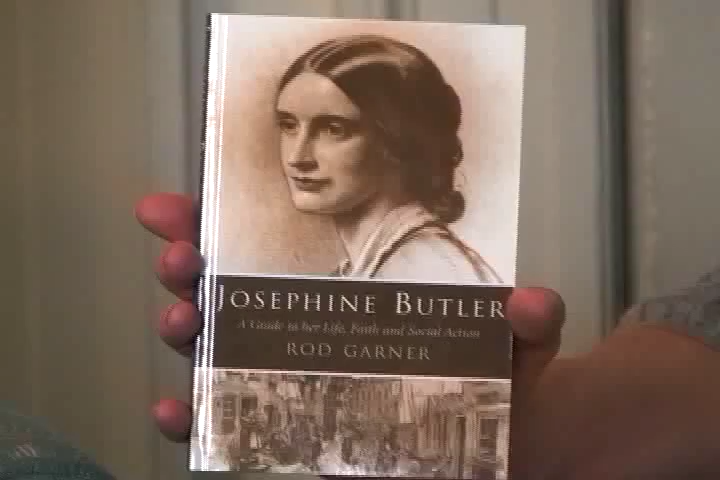 JOSEPHINE BUTLER
A Guide to her Life, Faith and Social Action
ROD GARNER